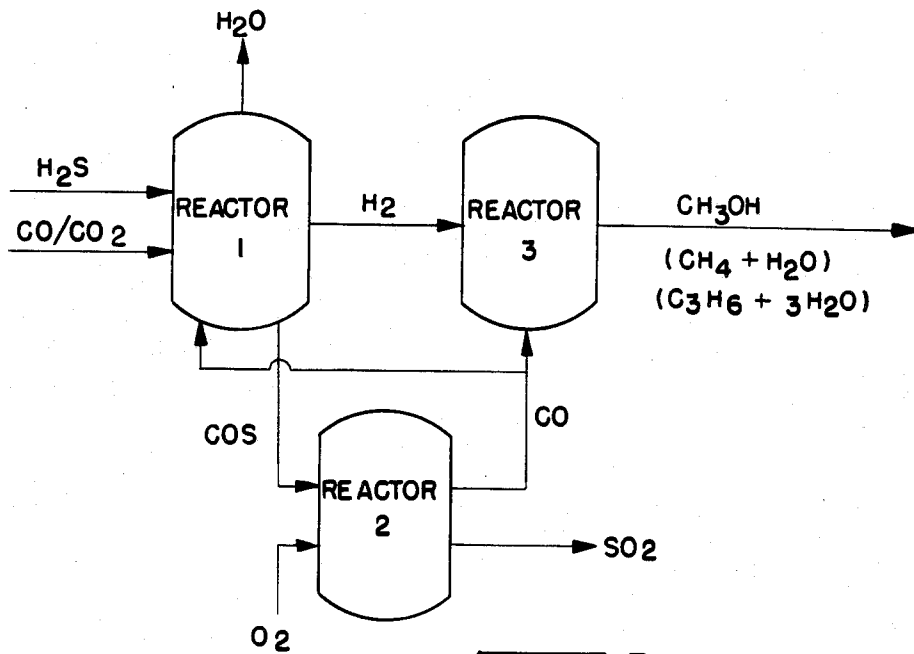 H2O
H2S
CO/CO2
REACTOR
1
H2
REACTOR
3
CH3OH
(CH4 + H2O)
(C3H6 + 3H2O)
COS
CO
REACTOR
2
SO2
O2